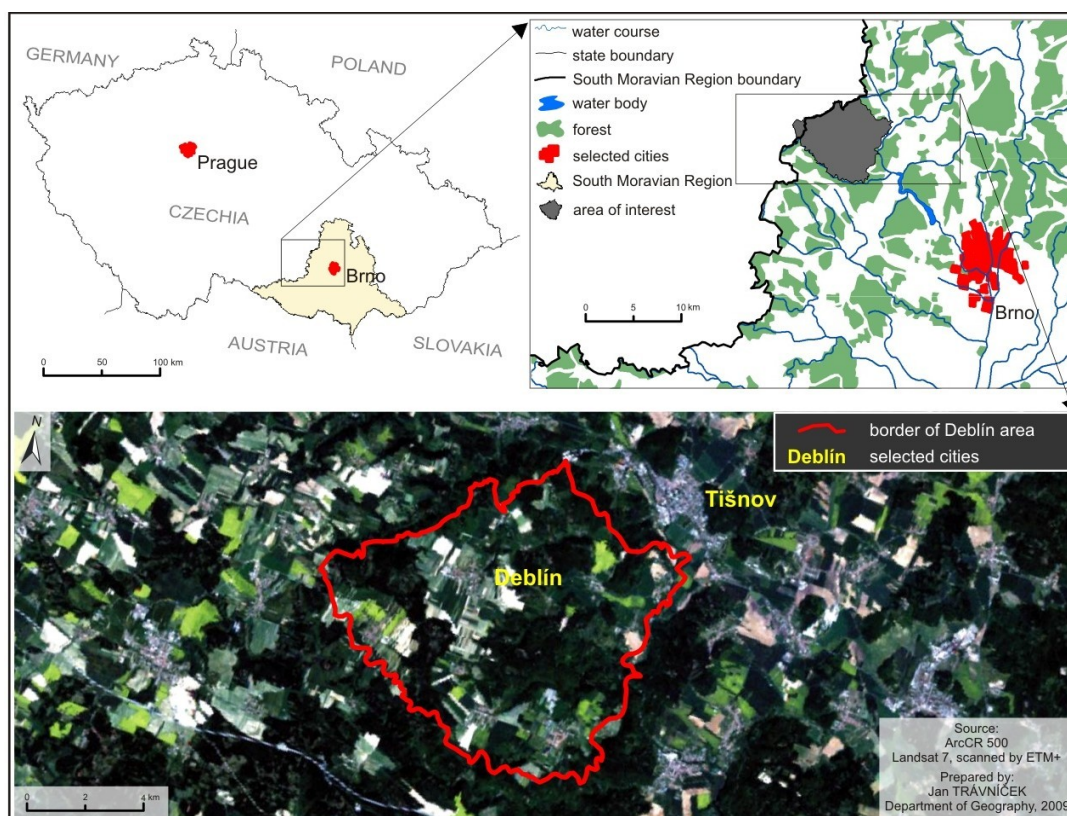 GERMANY
POLAND
Prague
CZECHIA
Brno
AUSTRIA
SLOVAKIA
0 50 100 km
water course
state boundary
South Moravian Region boundary
water body
forest
selected cities
South Moravian Region
area of interest
0 5 10 km
Brno
N
border of Deblín area
Deblín selected cities
Tišnov
Deblín
0 2 4 km
Source:
ArcCR 500
Landsat 7, scanned by ETM+
Prepared by:
Jan TRÁVNÍČEK
Department of Geography, 2009